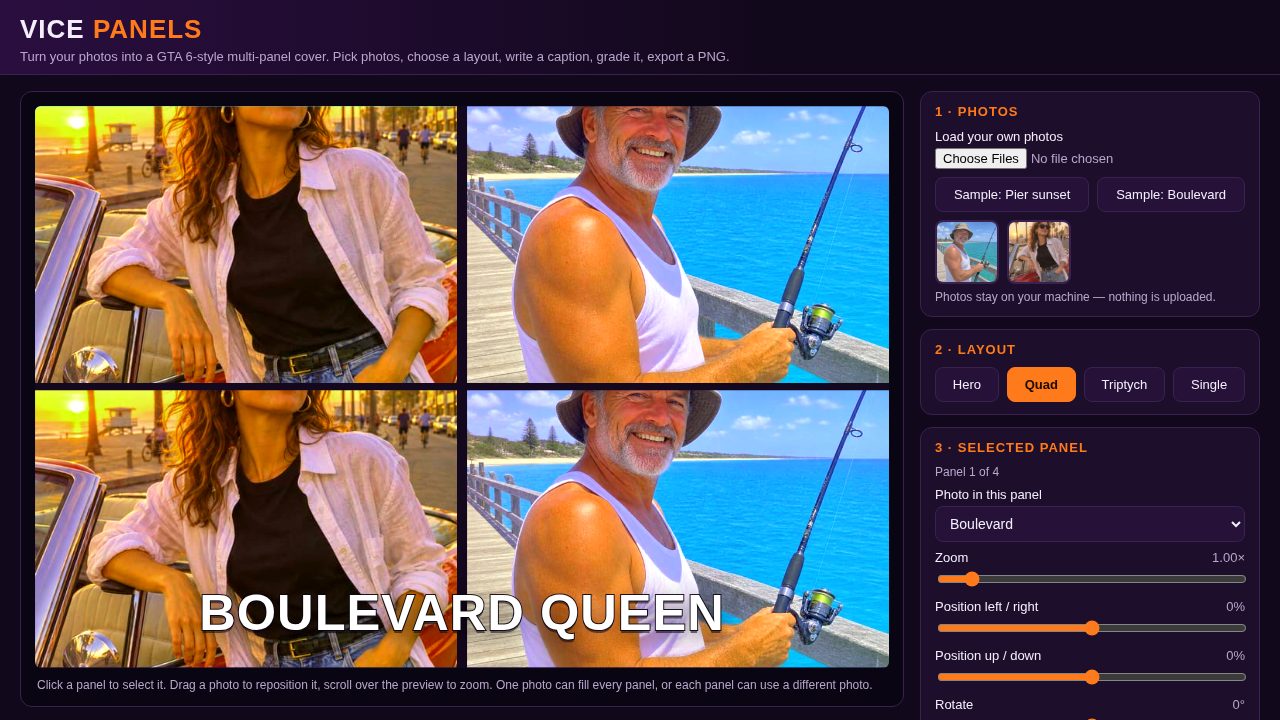 VICE PANELS
Turn your photos into a GTA 6-style multi-panel cover. Pick photos, choose a layout, write a caption, grade it, export a PNG.
BOULEVARD QUEEN
Click a panel to select it. Drag a photo to reposition it, scroll over the preview to zoom. One photo can fill every panel, or each panel can use a different photo.
1 · PHOTOS
Load your own photos
Choose Files No file chosen
Sample: Pier sunset Sample: Boulevard
Photos stay on your machine — nothing is uploaded.
2 · LAYOUT
Hero Quad Triptych Single
3 · SELECTED PANEL
Panel 1 of 4
Photo in this panel
Boulevard
Zoom 1.00×
Position left / right 0%
Position up / down 0%
Rotate 0°